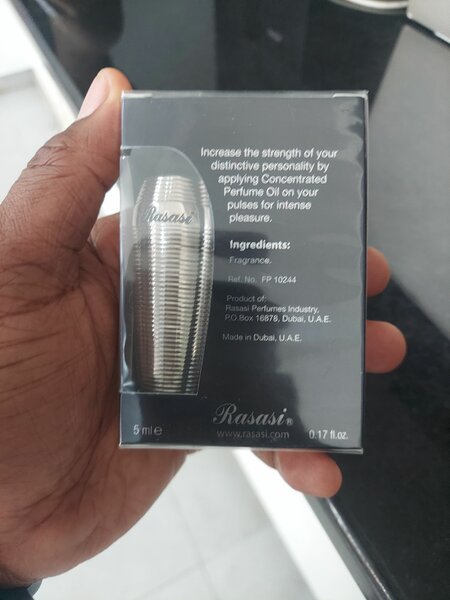 Increase the strength of your
distinctive personality by
applying Concentrated
Perfume Oil on your
pulses for intense
pleasure.
Rasasi
Ingredients:
Fragrance.
Ref. No. FP 10244
Product of:
Rasasi Perfumes Industry,
P.O.Box 16878, Dubai, U.A.E.
Made in Dubai, U.A.E.
Rasasi®
5 ml e www.rasasi.com 0.17 fl.oz.